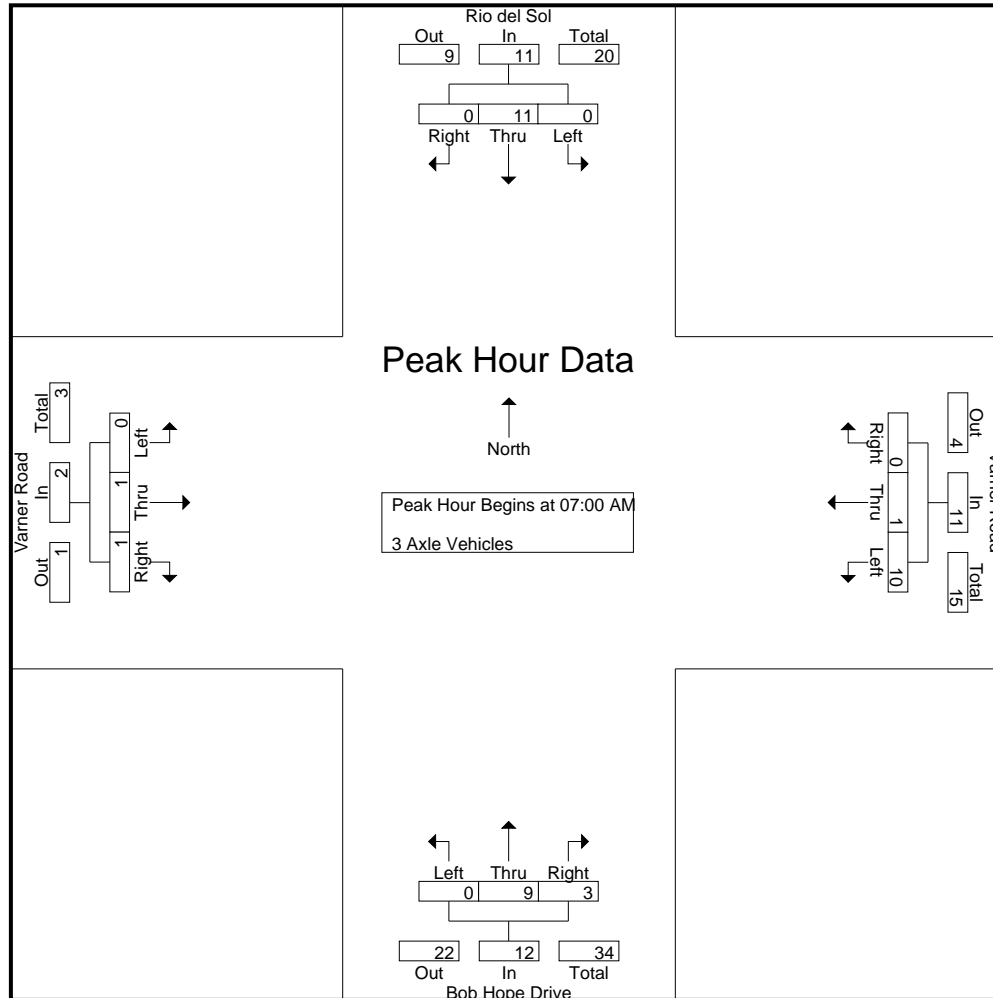 Rio del Sol
Out In Total
9 11 20
0 11 0
Right Thru Left
Peak Hour Data
North
Peak Hour Begins at 07:00 AM
3 Axle Vehicles
Varner Road
Out In Total
1 2 3
Left Thru Right
0 1 1
Varner Road
Out In Total
4 11 15
Right Thru Left
0 1 10
Left Thru Right
0 9 3
22 12 34
Out In Total
Bob Hope Drive